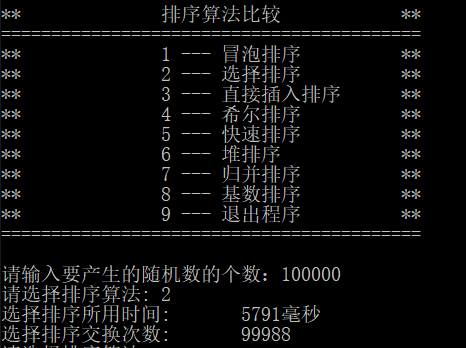 ** 排序算法比较 **
==========================================
** 1 --- 冒泡排序 **
** 2 --- 选择排序 **
** 3 --- 直接插入排序 **
** 4 --- 希尔排序 **
** 5 --- 快速排序 **
** 6 --- 堆排序 **
** 7 --- 归并排序 **
** 8 --- 基数排序 **
** 9 --- 退出程序 **
==========================================
请输入要产生的随机数的个数：100000
请选择排序算法: 2
选择排序所用时间: 5791毫秒
选择排序交换次数: 99988